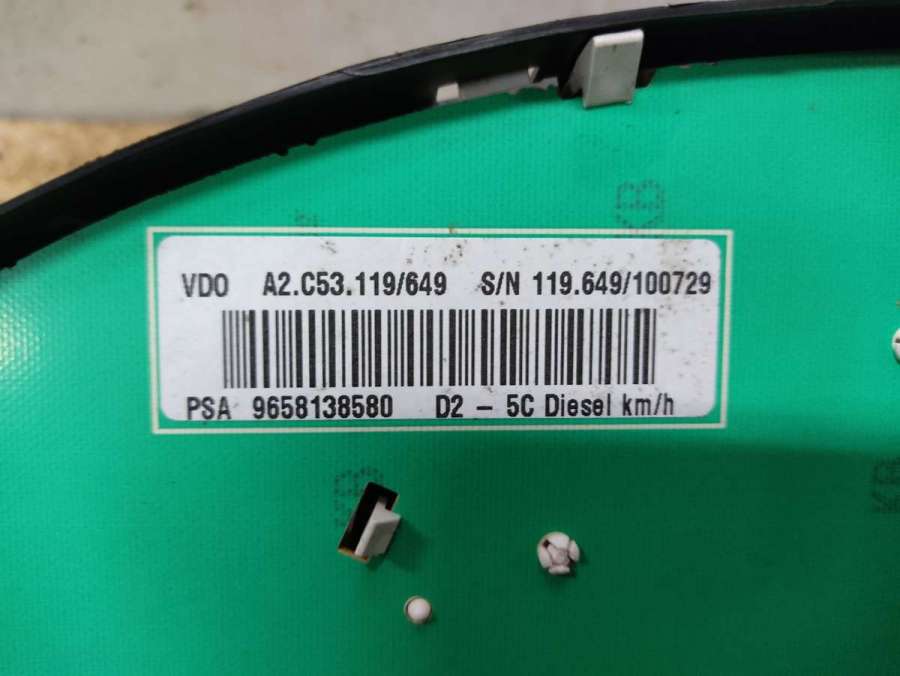 VDO A2.C53.119/649 S/N 119.649/100729
PSA 9658138580 D2 - 5C Diesel km/h